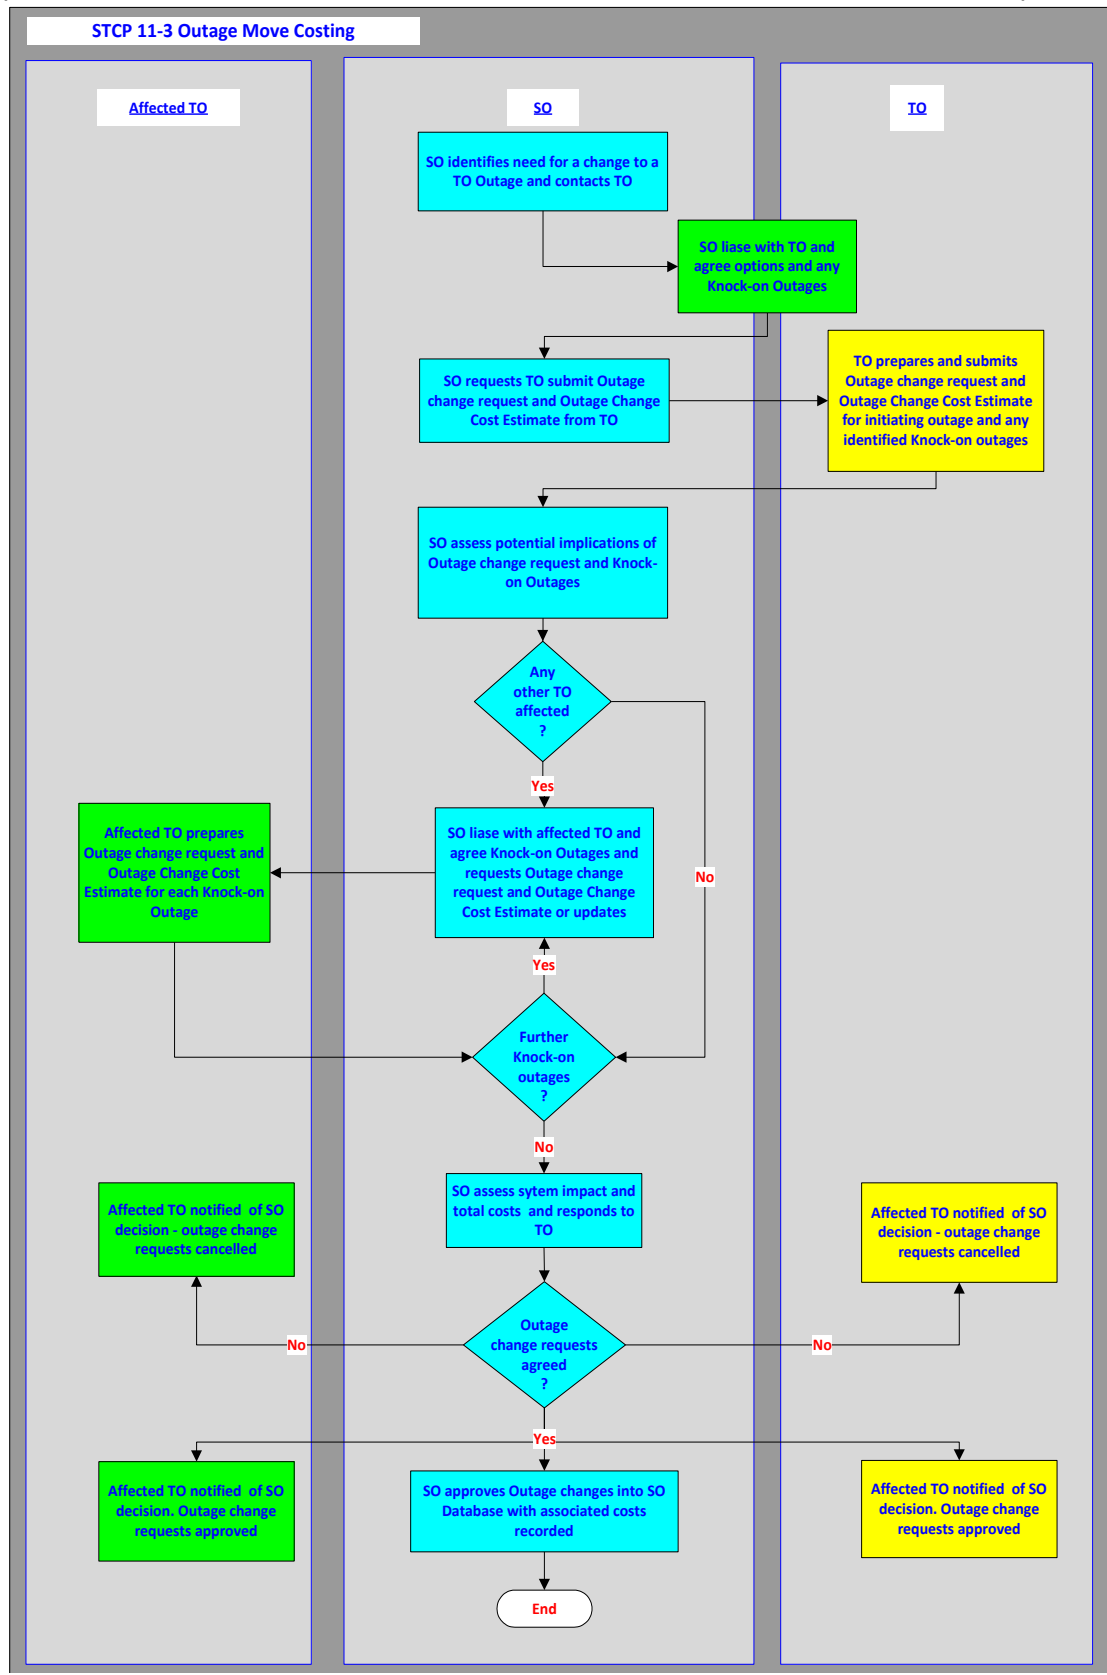 STCP 11-3 Outage Move Costing
Affected TO
SO
TO
SO identifies need for a change to a
TO Outage and contacts TO
SO liase with TO and
agree options and any
Knock-on Outages
SO requests TO submit Outage
change request and Outage Change
Cost Estimate from TO
TO prepares and submits
Outage change request and
Outage Change Cost Estimate
for initiating outage and any
identified Knock-on outages
SO assess potential implications of
Outage change request and Knock-
on Outages
Any
other TO
affected
?
Yes
Affected TO prepares
Outage change request and
Outage Change Cost
Estimate for each Knock-on
Outage
SO liase with affected TO and
agree Knock-on Outages and
requests Outage change
request and Outage Change
Cost Estimate or updates
No
Yes
Further
Knock-on
outages
?
No
Affected TO notified of SO
decision - outage change
requests cancelled
SO assess sytem impact and
total costs and responds to
TO
Affected TO notified of SO
decision - outage change
requests cancelled
Outage
change requests
agreed
?
No
No
Yes
Affected TO notified of SO
decision. Outage change
requests approved
SO approves Outage changes into SO
Database with associated costs
recorded
Affected TO notified of SO
decision. Outage change
requests approved
End